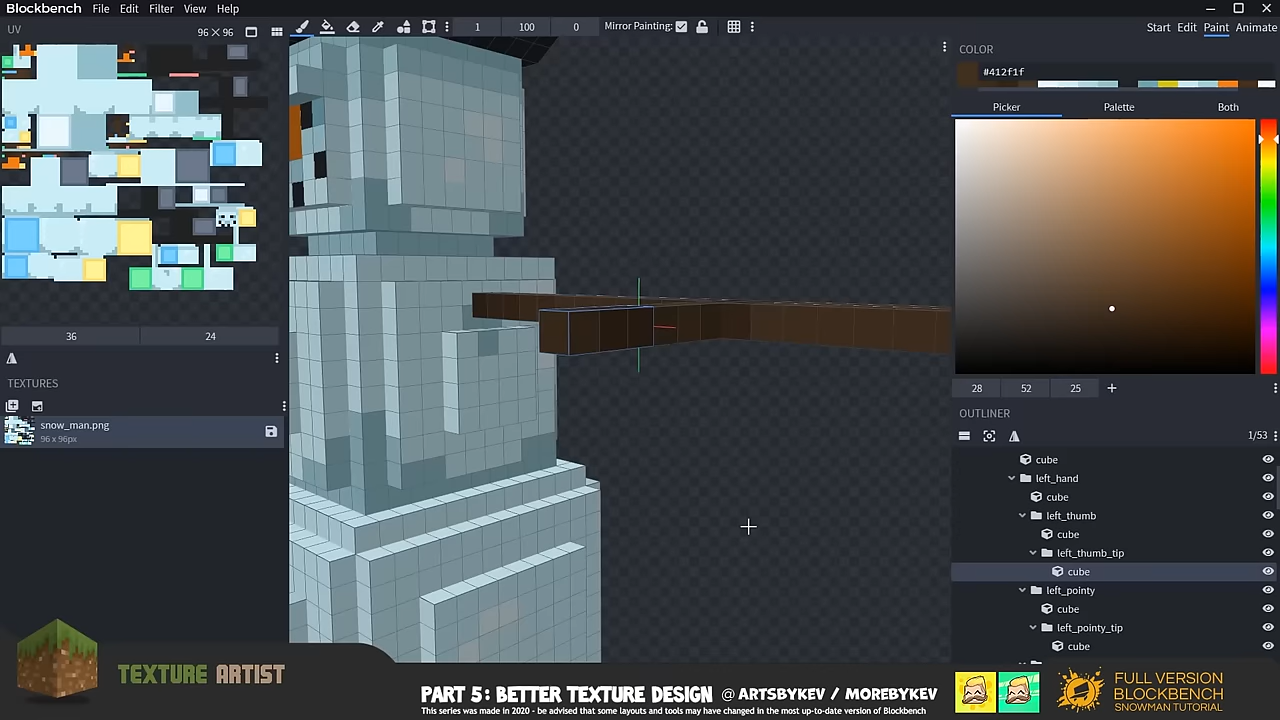 Blockbench File Edit Filter View Help
UV 96 × 96 1 100 0 Mirror Painting: Start Edit Paint Animate
COLOR
#412f1f
Picker Palette Both
36 24
TEXTURES
snow_man.png
96 x 96px
28 52 25
OUTLINER
1/53
cube
left_hand
cube
left_thumb
cube
left_thumb_tip
cube
left_pointy
cube
left_pointy_tip
cube
TEXTURE ARTIST
PART 5: BETTER TEXTURE DESIGN @ARTSBYKEV / MOREBYKEV
This series was made in 2020 - be advised that some layouts and tools may have changed in the most up-to-date version of Blockbench
FULL VERSION
BLOCKBENCH
SNOWMAN TUTORIAL